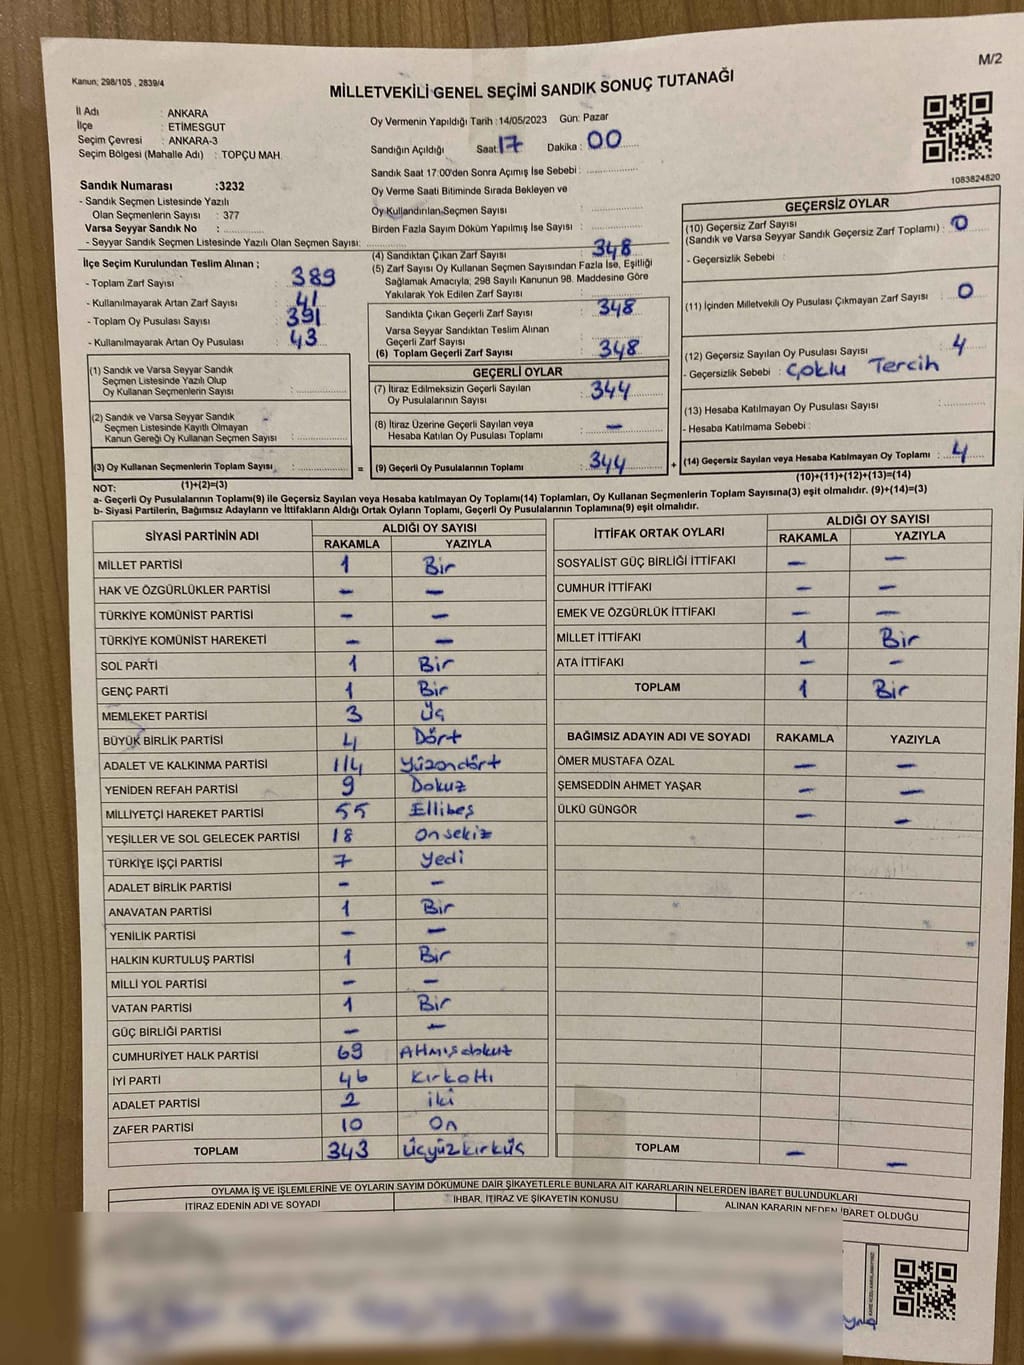 M/2
Kanun; 298/105 , 2839/4
MİLLETVEKİLİ GENEL SEÇİMİ SANDIK SONUÇ TUTANAĞI
İl Adı : ANKARA
İlçe : ETİMESGUT
Seçim Çevresi : ANKARA-3
Seçim Bölgesi (Mahalle Adı) : TOPÇU MAH.
Sandık Numarası :3232
- Sandık Seçmen Listesinde Yazılı
Olan Seçmenlerin Sayısı : 377
Varsa Seyyar Sandık No :
- Seyyar Sandık Seçmen Listesinde Yazılı Olan Seçmen Sayısı:
Oy Vermenin Yapıldığı Tarih :14/05/2023 Gün: Pazar
Sandığın Açıldığı Saat: 17 Dakika: 00
Sandık Saat 17:00'den Sonra Açımış İse Sebebi :
Oy Verme Saati Bitiminde Sırada Bekleyen ve
Oy Kullandırılan Seçmen Sayısı :
Birden Fazla Sayım Döküm Yapılmış İse Sayısı :
1083824820
İlçe Seçim Kurulundan Teslim Alınan ;
- Toplam Zarf Sayısı : 389
- Kullanılmayarak Artan Zarf Sayısı : 41
- Toplam Oy Pusulası Sayısı : 391
- Kullanılmayarak Artan Oy Pusulası : 43
(1) Sandık ve Varsa Seyyar Sandık
Seçmen Listesinde Yazılı Olup
Oy Kullanan Seçmenlerin Sayısı :
(2) Sandık ve Varsa Seyyar Sandık
Seçmen Listesinde Kayıtlı Olmayan
Kanun Gereği Oy Kullanan Seçmen Sayısı :
(3) Oy Kullanan Seçmenlerin Toplam Sayısı :
(1)+(2)=(3)
(4) Sandıktan Çıkan Zarf Sayısı : 348
(5) Zarf Sayısı Oy Kullanan Seçmen Sayısından Fazla İse, Eşitliği
Sağlamak Amacıyla, 298 Sayılı Kanunun 98. Maddesine Göre
Yakılarak Yok Edilen Zarf Sayısı :
Sandıkta Çıkan Geçerli Zarf Sayısı : 348
Varsa Seyyar Sandıktan Teslim Alınan
Geçerli Zarf Sayısı :
(6) Toplam Geçerli Zarf Sayısı : 348
GEÇERLİ OYLAR
(7) İtiraz Edilmeksizin Geçerli Sayılan
Oy Pusulalarının Sayısı : 344
(8) İtiraz Üzerine Geçerli Sayılan veya
Hesaba Katılan Oy Pusulası Toplamı : —
= (9) Geçerli Oy Pusulalarının Toplamı : 344
GEÇERSİZ OYLAR
(10) Geçersiz Zarf Sayısı
(Sandık ve Varsa Seyyar Sandık Geçersiz Zarf Toplamı) : 0
- Geçersizlik Sebebi :
(11) İçinden Milletvekili Oy Pusulası Çıkmayan Zarf Sayısı : 0
(12) Geçersiz Sayılan Oy Pusulası Sayısı : 4
- Geçersizlik Sebebi : Çoklu Tercih
(13) Hesaba Katılmayan Oy Pusulası Sayısı :
- Hesaba Katılmama Sebebi :
+ (14) Geçersiz Sayılan veya Hesaba Katılmayan Oy Toplamı : 4
(10)+(11)+(12)+(13)=(14)
NOT:
a- Geçerli Oy Pusulasının Toplamı(9) ile Geçersiz Sayılan veya Hesaba katılmayan Oy Toplamı(14) Toplamları, Oy Kullanan Seçmenlerin Toplam Sayısına(3) eşit olmalıdır. (9)+(14)=(3)
b- Siyasi Partilerin, Bağımsız Adayların ve İttifakların Aldığı Ortak Oyların Toplamı, Geçerli Oy Pusulalarının Toplamına(9) eşit olmalıdır.
SİYASİ PARTİNİN ADI ALDIĞI OY SAYISI
RAKAMLA YAZIYLA
MİLLET PARTİSİ 1 Bir
HAK VE ÖZGÜRLÜKLER PARTİSİ — —
TÜRKİYE KOMÜNİST PARTİSİ — —
TÜRKİYE KOMÜNİST HAREKETİ — —
SOL PARTİ 1 Bir
GENÇ PARTİ 1 Bir
MEMLEKET PARTİSİ 3 Üç
BÜYÜK BİRLİK PARTİSİ 4 Dört
ADALET VE KALKINMA PARTİSİ 114 Yüzondört
YENİDEN REFAH PARTİSİ 9 Dokuz
MİLLİYETÇİ HAREKET PARTİSİ 55 Ellibeş
YEŞİLLER VE SOL GELECEK PARTİSİ 18 Onsekiz
TÜRKİYE İŞÇİ PARTİSİ 7 Yedi
ADALET BİRLİK PARTİSİ — —
ANAVATAN PARTİSİ 1 Bir
YENİLİK PARTİSİ — —
HALKIN KURTULUŞ PARTİSİ 1 Bir
MİLLİ YOL PARTİSİ — —
VATAN PARTİSİ 1 Bir
GÜÇ BİRLİĞİ PARTİSİ — —
CUMHURİYET HALK PARTİSİ 69 Atmışdokuz
İYİ PARTİ 46 Kırkaltı
ADALET PARTİSİ 2 iki
ZAFER PARTİSİ 10 On
TOPLAM 343 Üçyüzkırküç
İTTİFAK ORTAK OYLARI ALDIĞI OY SAYISI
RAKAMLA YAZIYLA
SOSYALİST GÜÇ BİRLİĞİ İTTİFAKI — —
CUMHUR İTTİFAKI — —
EMEK VE ÖZGÜRLÜK İTTİFAKI — —
MİLLET İTTİFAKI 1 Bir
ATA İTTİFAKI — —
TOPLAM 1 Bir
BAĞIMSIZ ADAYIN ADI VE SOYADI RAKAMLA YAZIYLA
ÖMER MUSTAFA ÖZAL — —
ŞEMSEDDİN AHMET YAŞAR — —
ÜLKÜ GÜNGÖR — —
TOPLAM — —
OYLAMA İŞ VE İŞLEMLERİNE VE OYLARIN SAYIM DÖKÜMÜNE DAİR ŞİKAYETLERLE BUNLARA AİT KARARLARIN NELERDEN İBARET BULUNDUKLARI
İTİRAZ EDENİN ADI VE SOYADI İHBAR, İTİRAZ VE ŞİKAYETİN KONUSU ALINAN KARARIN NEDEN İBARET OLDUĞU